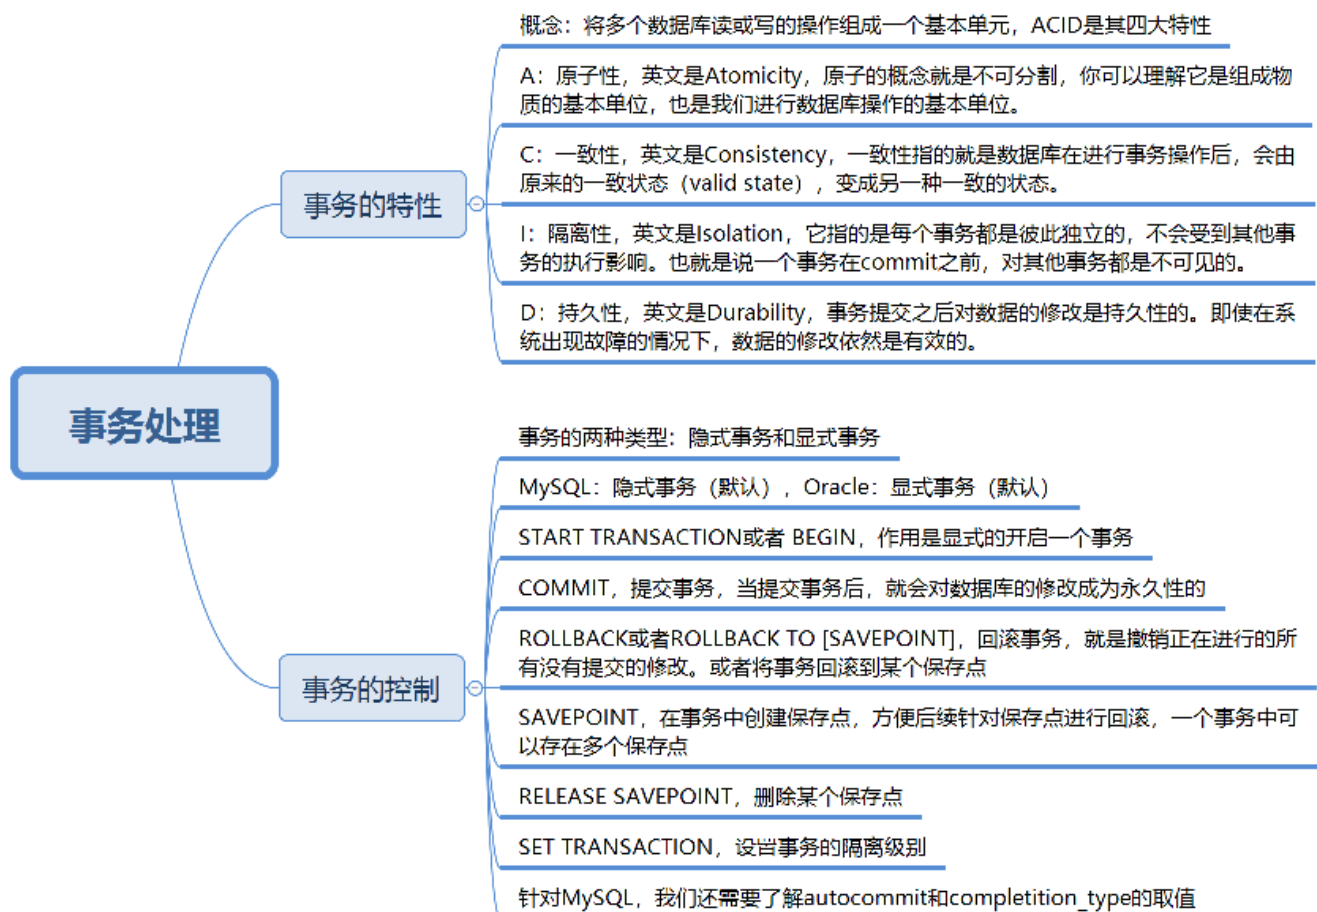 概念：将多个数据库读或写的操作组成一个基本单元，ACID是其四大特性
A：原子性，英文是Atomicity，原子的概念就是不可分割，你可以理解它是组成物
质的基本单位，也是我们进行数据库操作的基本单位。
C：一致性，英文是Consistency，一致性指的就是数据库在进行事务操作后，会由
原来的一致状态（valid state），变成另一种一致的状态。
事务的特性
I：隔离性，英文是Isolation，它指的是每个事务都是彼此独立的，不会受到其他事
务的执行影响。也就是说一个事务在commit之前，对其他事务都是不可见的。
D：持久性，英文是Durability，事务提交之后对数据的修改是持久性的。即使在系
统出现故障的情况下，数据的修改依然是有效的。
事务处理
事务的两种类型：隐式事务和显式事务
MySQL：隐式事务（默认），Oracle：显式事务（默认）
START TRANSACTION或者 BEGIN，作用是显式的开启一个事务
COMMIT，提交事务，当提交事务后，就会对数据库的修改成为永久性的
ROLLBACK或者ROLLBACK TO [SAVEPOINT]，回滚事务，就是撤销正在进行的所
有没有提交的修改。或者将事务回滚到某个保存点
事务的控制
SAVEPOINT，在事务中创建保存点，方便后续针对保存点进行回滚，一个事务中可
以存在多个保存点
RELEASE SAVEPOINT，删除某个保存点
SET TRANSACTION，设置事务的隔离级别
针对MySQL，我们还需要了解autocommit和completition_type的取值